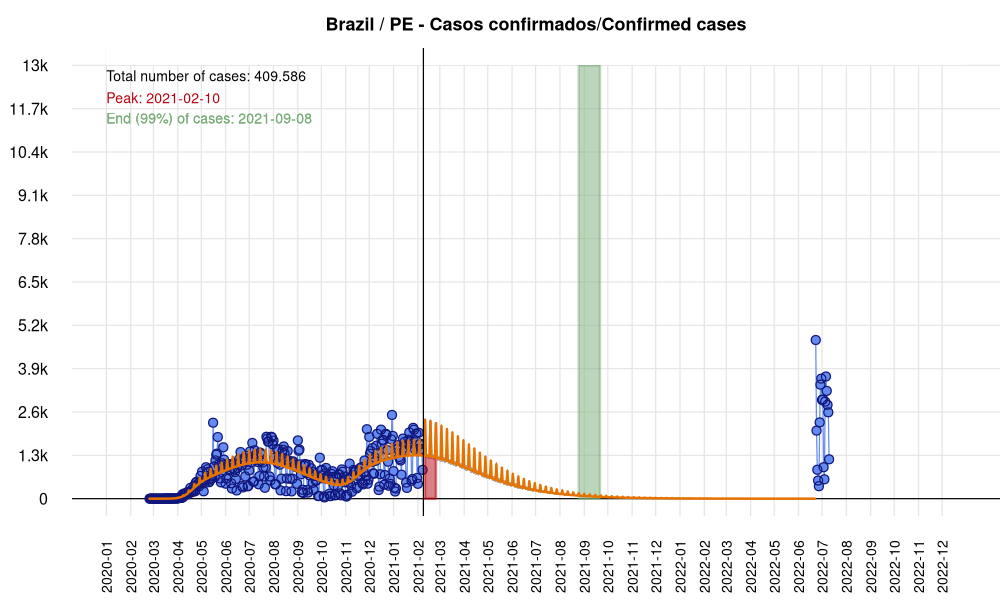 Brazil / PE - Casos confirmados/Confirmed cases
Total number of cases: 409.586
Peak: 2021-02-10
End (99%) of cases: 2021-09-08
13k
11.7k
10.4k
9.1k
7.8k
6.5k
5.2k
3.9k
2.6k
1.3k
0
2020-01
2020-02
2020-03
2020-04
2020-05
2020-06
2020-07
2020-08
2020-09
2020-10
2020-11
2020-12
2021-01
2021-02
2021-03
2021-04
2021-05
2021-06
2021-07
2021-08
2021-09
2021-10
2021-11
2021-12
2022-01
2022-02
2022-03
2022-04
2022-05
2022-06
2022-07
2022-08
2022-09
2022-10
2022-11
2022-12